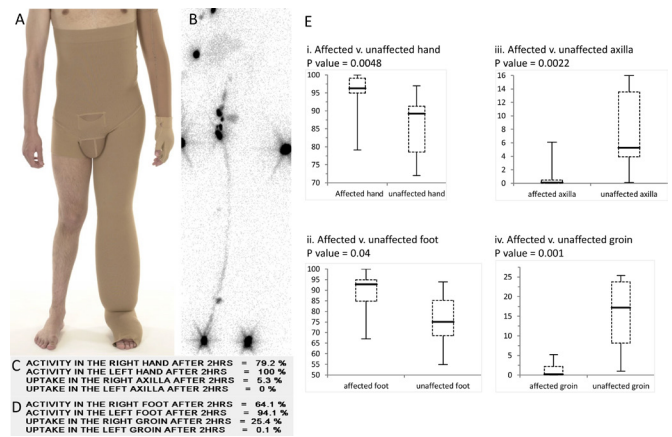 A
B
C ACTIVITY IN THE RIGHT HAND AFTER 2HRS = 79.2 %
ACTIVITY IN THE LEFT HAND AFTER 2HRS = 100 %
UPTAKE IN THE RIGHT AXILLA AFTER 2HRS = 5.3 %
UPTAKE IN THE LEFT AXILLA AFTER 2HRS = 0 %
D ACTIVITY IN THE RIGHT FOOT AFTER 2HRS = 64.1 %
ACTIVITY IN THE LEFT FOOT AFTER 2HRS = 94.1 %
UPTAKE IN THE RIGHT GROIN AFTER 2HRS = 25.4 %
UPTAKE IN THE LEFT GROIN AFTER 2HRS = 0.1 %
E
i. Affected v. unaffected hand
P value = 0.0048
100
95
90
85
80
75
70
Affected hand unaffected hand
iii. Affected v. unaffected axilla
P value = 0.0022
16
14
12
10
8
6
4
2
0
affected axilla unaffected axilla
ii. Affected v. unaffected foot
P value = 0.04
100
95
90
85
80
75
70
65
60
55
50
affected foot unaffected foot
iv. Affected v. unaffected groin
P value = 0.001
25
20
15
10
5
0
affected groin unaffected groin